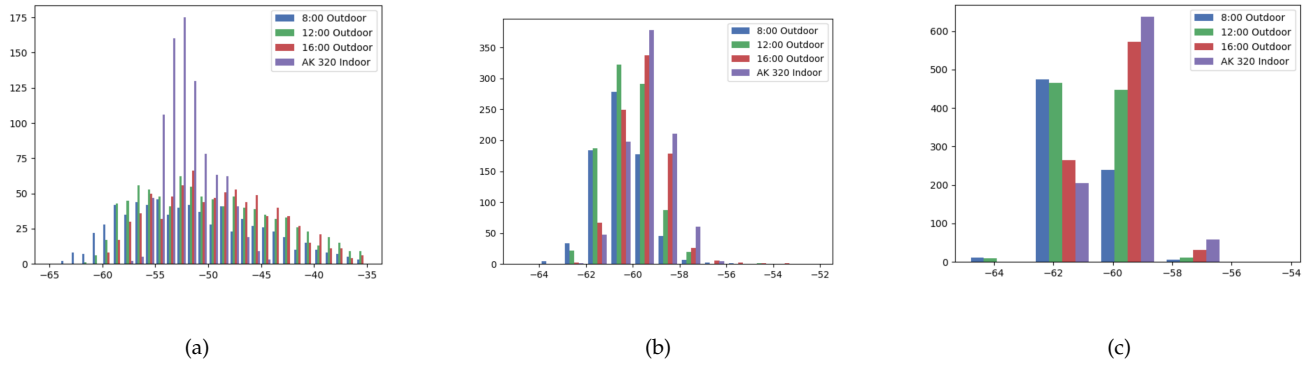 175
150
125
100
75
50
25
0
−65 −60 −55 −50 −45 −40 −35
8:00 Outdoor
12:00 Outdoor
16:00 Outdoor
AK 320 Indoor
(a)
350
300
250
200
150
100
50
0
−64 −62 −60 −58 −56 −54 −52
8:00 Outdoor
12:00 Outdoor
16:00 Outdoor
AK 320 Indoor
(b)
600
500
400
300
200
100
0
−64 −62 −60 −58 −56 −54
8:00 Outdoor
12:00 Outdoor
16:00 Outdoor
AK 320 Indoor
(c)